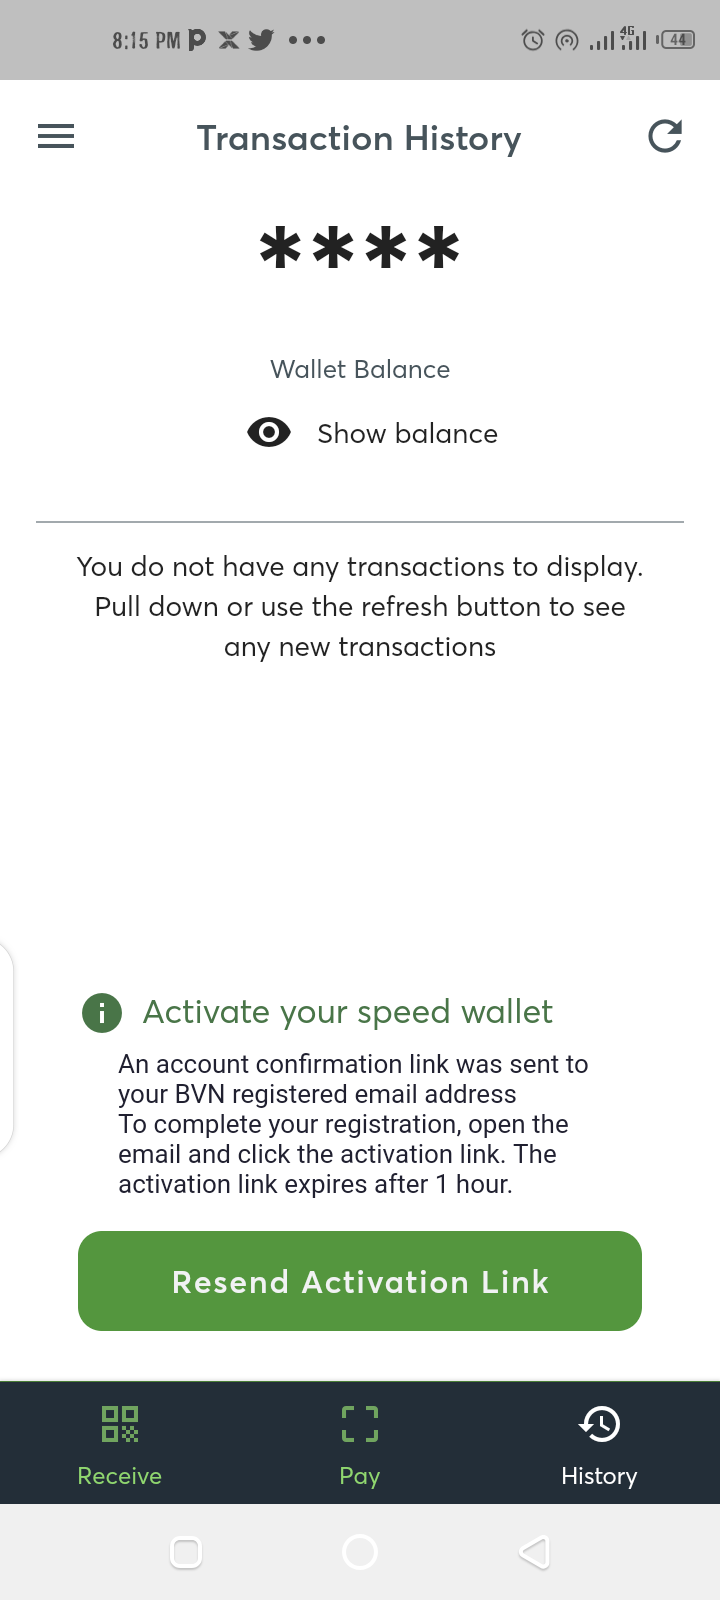 8:15 PM
4G
44
Transaction History
****
Wallet Balance
Show balance
You do not have any transactions to display.
Pull down or use the refresh button to see
any new transactions
Activate your speed wallet
An account confirmation link was sent to
your BVN registered email address
To complete your registration, open the
email and click the activation link. The
activation link expires after 1 hour.
Resend Activation Link
Receive
Pay
History